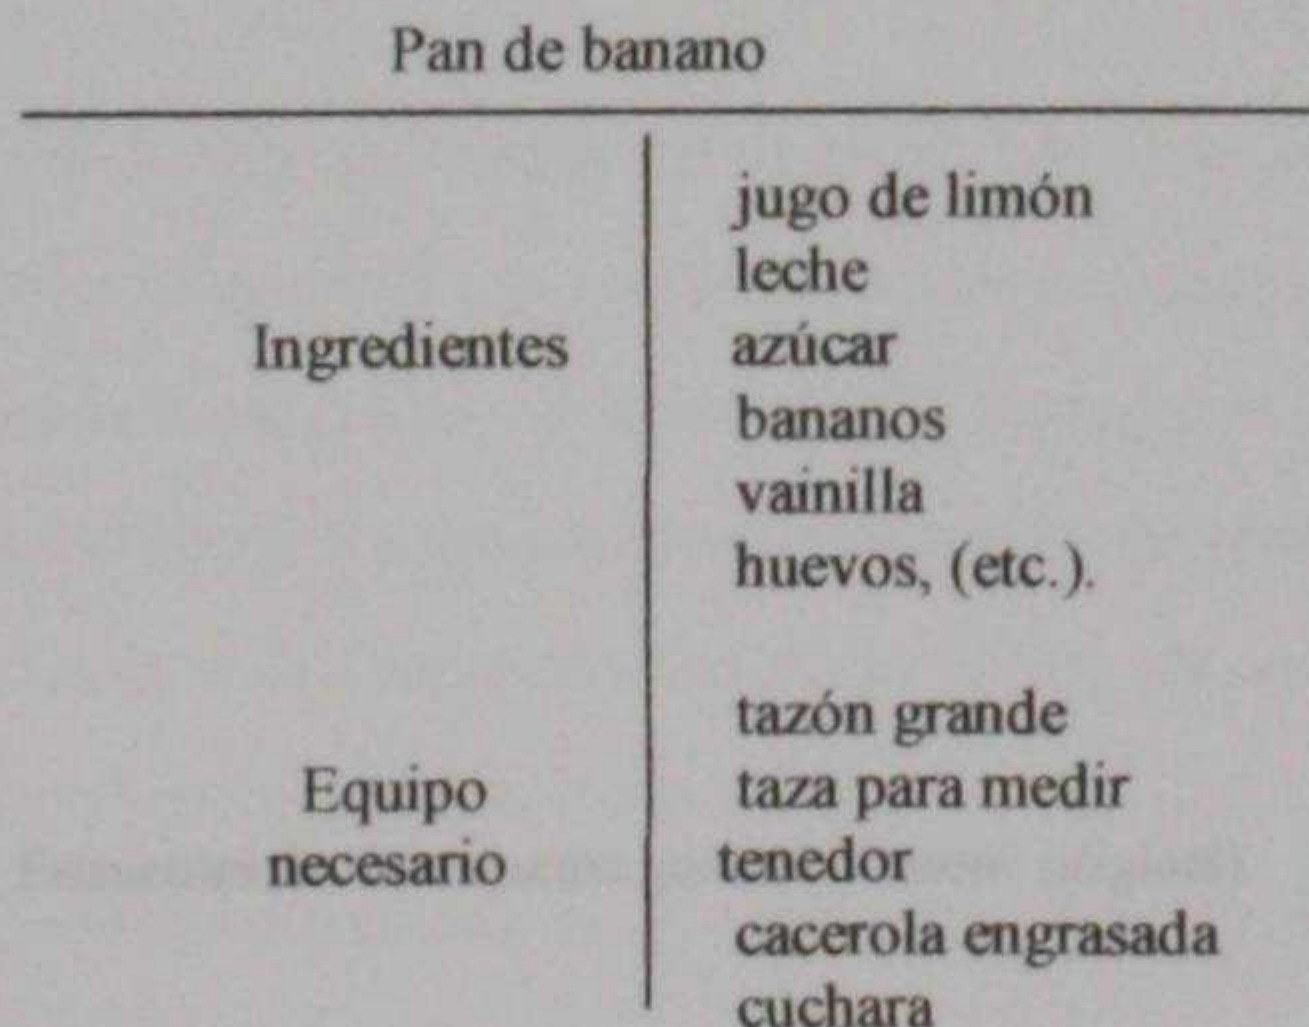 Pan de banano
jugo de limón
leche
Ingredientes azúcar
bananos
vainilla
huevos, (etc.).
tazón grande
Equipo taza para medir
necesario tenedor
cacerola engrasada
cuchara